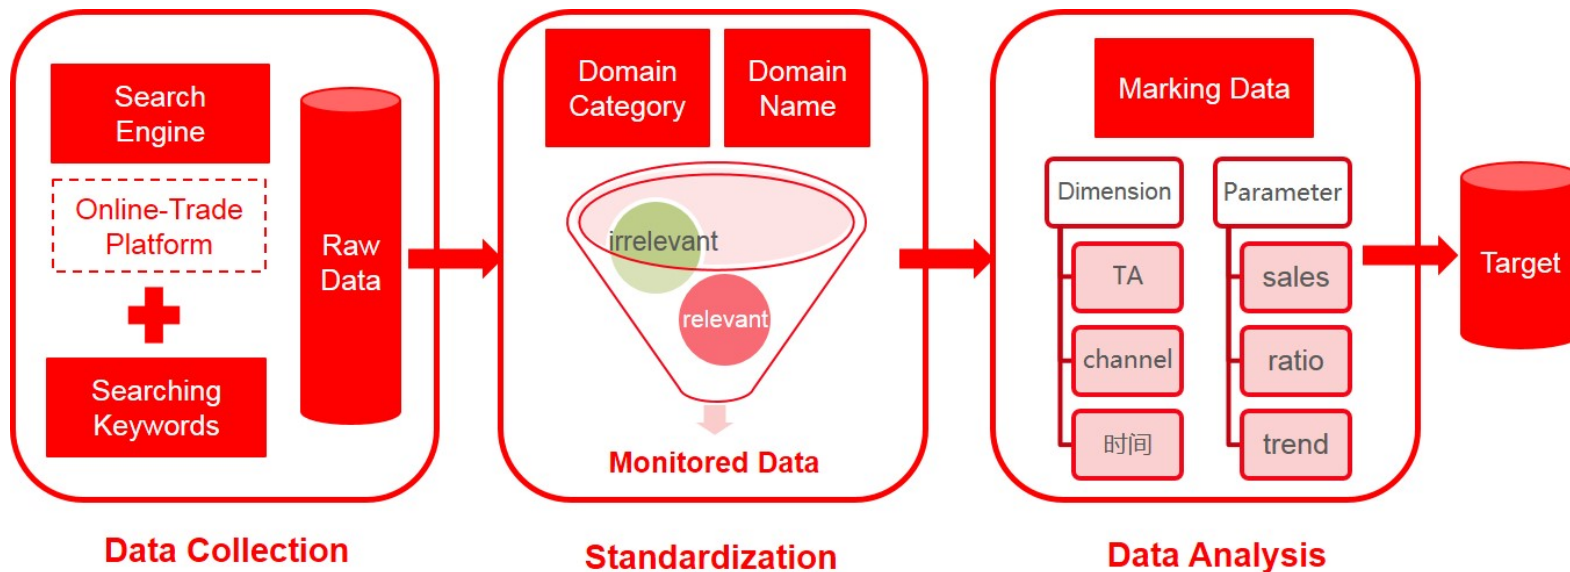 Search
Engine
Online-Trade
Platform
Searching
Keywords
Raw
Data
Data Collection
Domain
Category
Domain
Name
irrelevant
relevant
Monitored Data
Standardization
Marking Data
Dimension
TA
channel
时间
Parameter
sales
ratio
trend
Data Analysis
Target